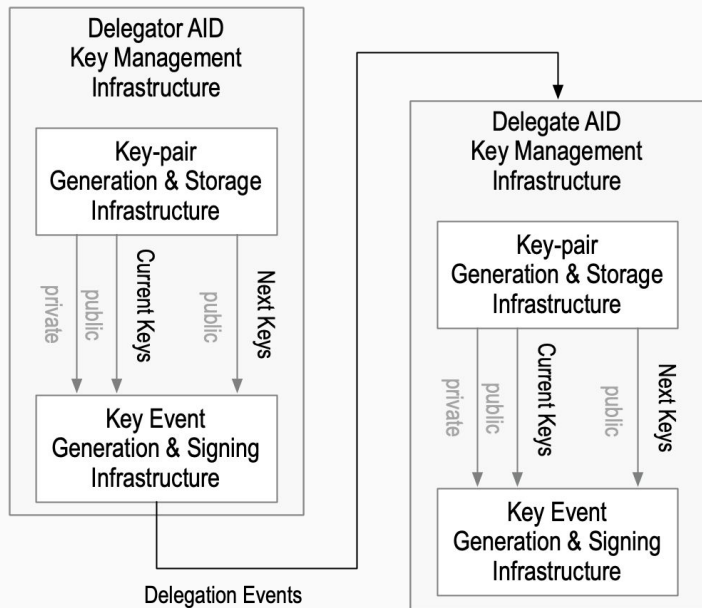 Delegator AID
Key Management
Infrastructure
Key-pair
Generation & Storage
Infrastructure
private
public
Current Keys
public
Next Keys
Key Event
Generation & Signing
Infrastructure
Delegation Events
Delegate AID
Key Management
Infrastructure
Key-pair
Generation & Storage
Infrastructure
private
public
Current Keys
public
Next Keys
Key Event
Generation & Signing
Infrastructure